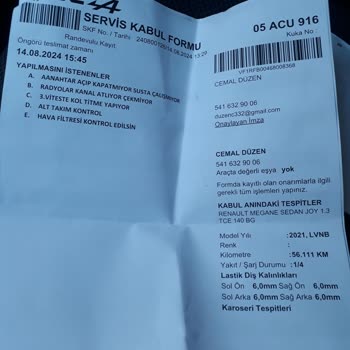 SERVİS KABUL FORMU
SKF No. / Tarihi
Randevulu Kayıt
Öngörü teslimat zamanı
14.08.2024 15:45
YAPILMASINI İSTENENLER
A. AANAHTAR AÇIP KAPATMIYOR SUSTA ÇALIŞMIYOR
B. RADYOLAR KANAL ATLIYOR ÇEKMİYOR
C. 3.VİTESTE KOL TİTME YAPIYOR
D. ALT TAKIM KONTROL
E. HAVA FİLTRESİ KONTROL EDİLSİN
05 ACU 916
Kuka No :
VF1RFB00468008368
CEMAL DÜZEN
541 632 90 06
duzenc332@gmail.com
Onaylayan İmza
CEMAL DÜZEN
541 632 90 06
Araçta değerli eşya yok
Formda kayıtlı olan onarımlarla ilgili
gerekli tüm işlemleri yapınız.
KABUL ANINDAKİ TESPİTLER
RENAULT MEGANE SEDAN JOY 1.3
TCE 140 BG
Model Yılı :2021, LVNB
Renk :
Kilometre :56.111 KM
Yakıt / Şarj Durumu :1/4
Lastik Diş Kalınlıkları
Sol Ön 6,0mm Sağ Ön 6,0mm
Sol Arka 6,0mm Sağ Arka 6,0mm
Karoseri Tespitleri